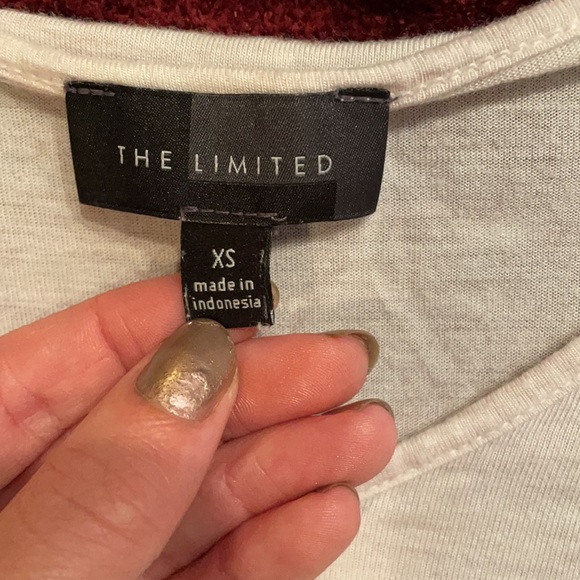 THE LIMITED
XS
made in
indonesia